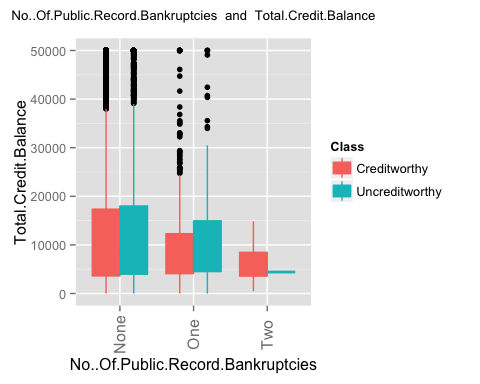 No..Of.Public.Record.Bankruptcies and Total.Credit.Balance
50000
40000
30000
20000
10000
0
Total.Credit.Balance
None
One
Two
No..Of.Public.Record.Bankruptcies
Class
Creditworthy
Uncreditworthy